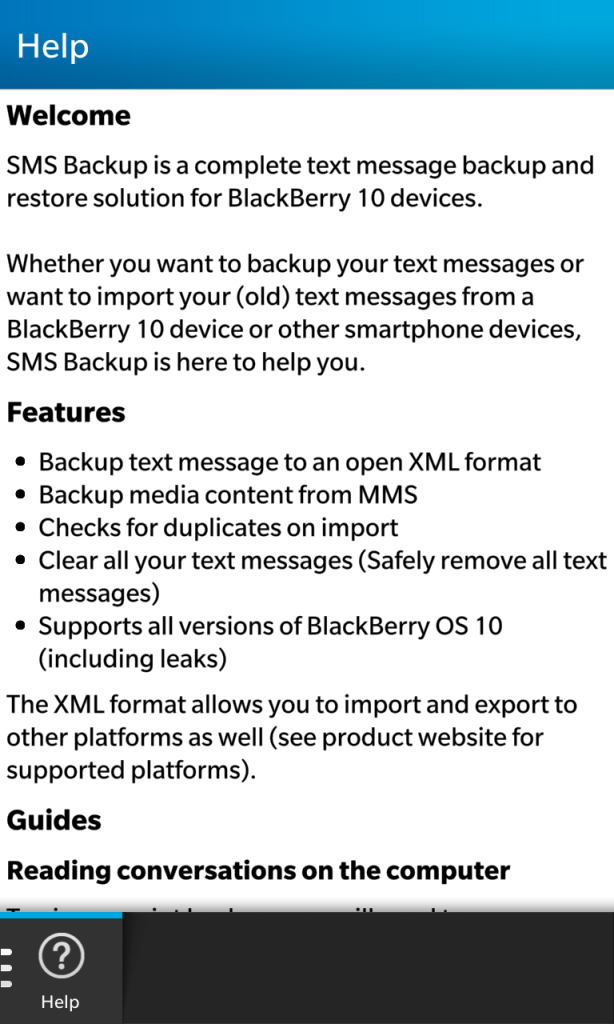 Help
Welcome
SMS Backup is a complete text message backup and
restore solution for BlackBerry 10 devices.
Whether you want to backup your text messages or
want to import your (old) text messages from a
BlackBerry 10 device or other smartphone devices,
SMS Backup is here to help you.
Features
• Backup text message to an open XML format
• Backup media content from MMS
• Checks for duplicates on import
• Clear all your text messages (Safely remove all text
messages)
• Supports all versions of BlackBerry OS 10
(including leaks)
The XML format allows you to import and export to
other platforms as well (see product website for
supported platforms).
Guides
Reading conversations on the computer
Help